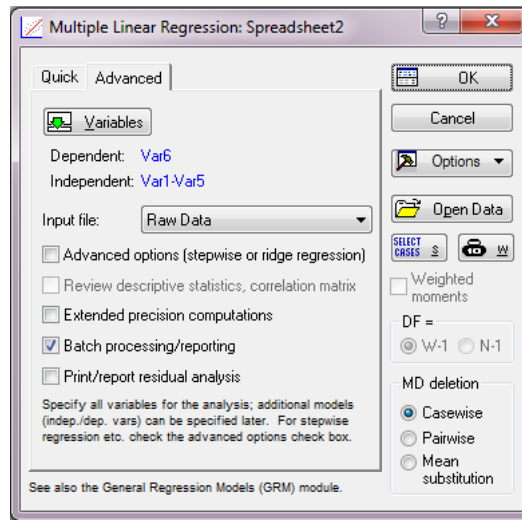 Multiple Linear Regression: Spreadsheet2
?
X
Quick
Advanced
Variables
Dependent: Var6
Independent: Var1-Var5
Input file: Raw Data
Advanced options (stepwise or ridge regression)
Review descriptive statistics, correlation matrix
Extended precision computations
Batch processing/reporting
Print/report residual analysis
Specify all variables for the analysis; additional models
(indep./dep. vars) can be specified later. For stepwise
regression etc. check the advanced options check box.
See also the General Regression Models (GRM) module.
OK
Cancel
Options
Open Data
SELECT
CASES S
W
Weighted
moments
DF =
W-1
N-1
MD deletion
Casewise
Pairwise
Mean
substitution